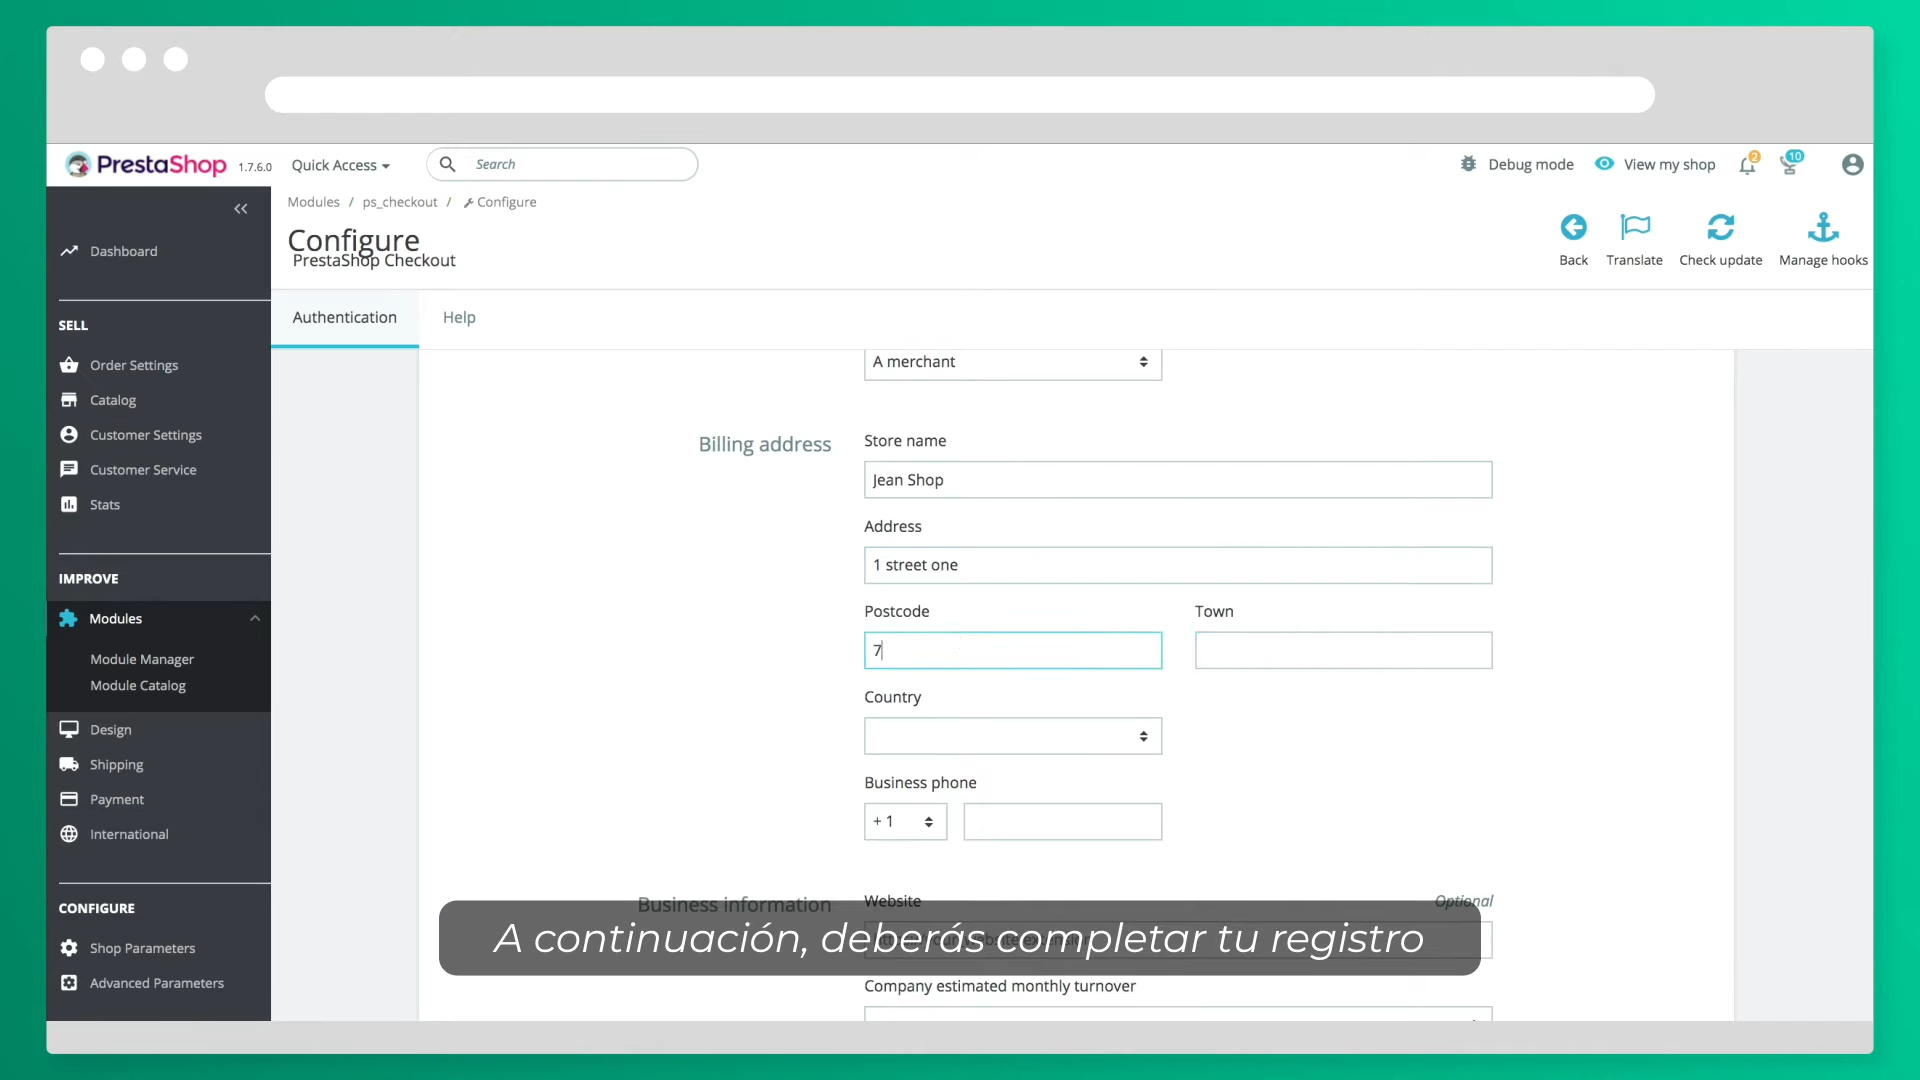 PrestaShop 1.7.6.0 Quick Access Search Debug mode View my shop 2 10
Modules / ps_checkout / Configure
Configure
PrestaShop Checkout
Back Translate Check update Manage hooks
Authentication Help
Dashboard
SELL
Order Settings
Catalog
Customer Settings
Customer Service
Stats
IMPROVE
Modules
Module Manager
Module Catalog
Design
Shipping
Payment
International
CONFIGURE
Shop Parameters
Advanced Parameters
A merchant
Billing address
Store name
Jean Shop
Address
1 street one
Postcode Town
7
Country
Business phone
+ 1
Business information Website Optional
A continuación, deberás completar tu registro
Company estimated monthly turnover